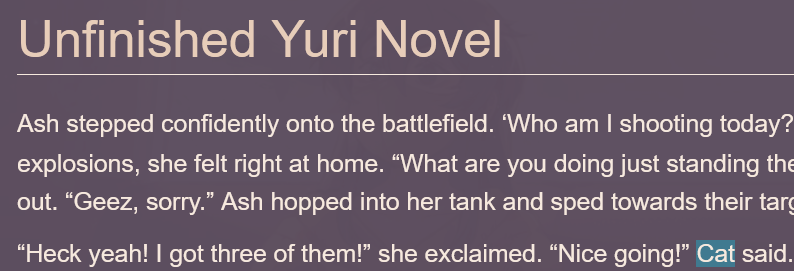 Unfinished Yuri Novel
Ash stepped confidently onto the battlefield. ‘Who am I shooting today?
explosions, she felt right at home. “What are you doing just standing the
out. “Geez, sorry.” Ash hopped into her tank and sped towards their targ
“Heck yeah! I got three of them!” she exclaimed. “Nice going!” Cat said.